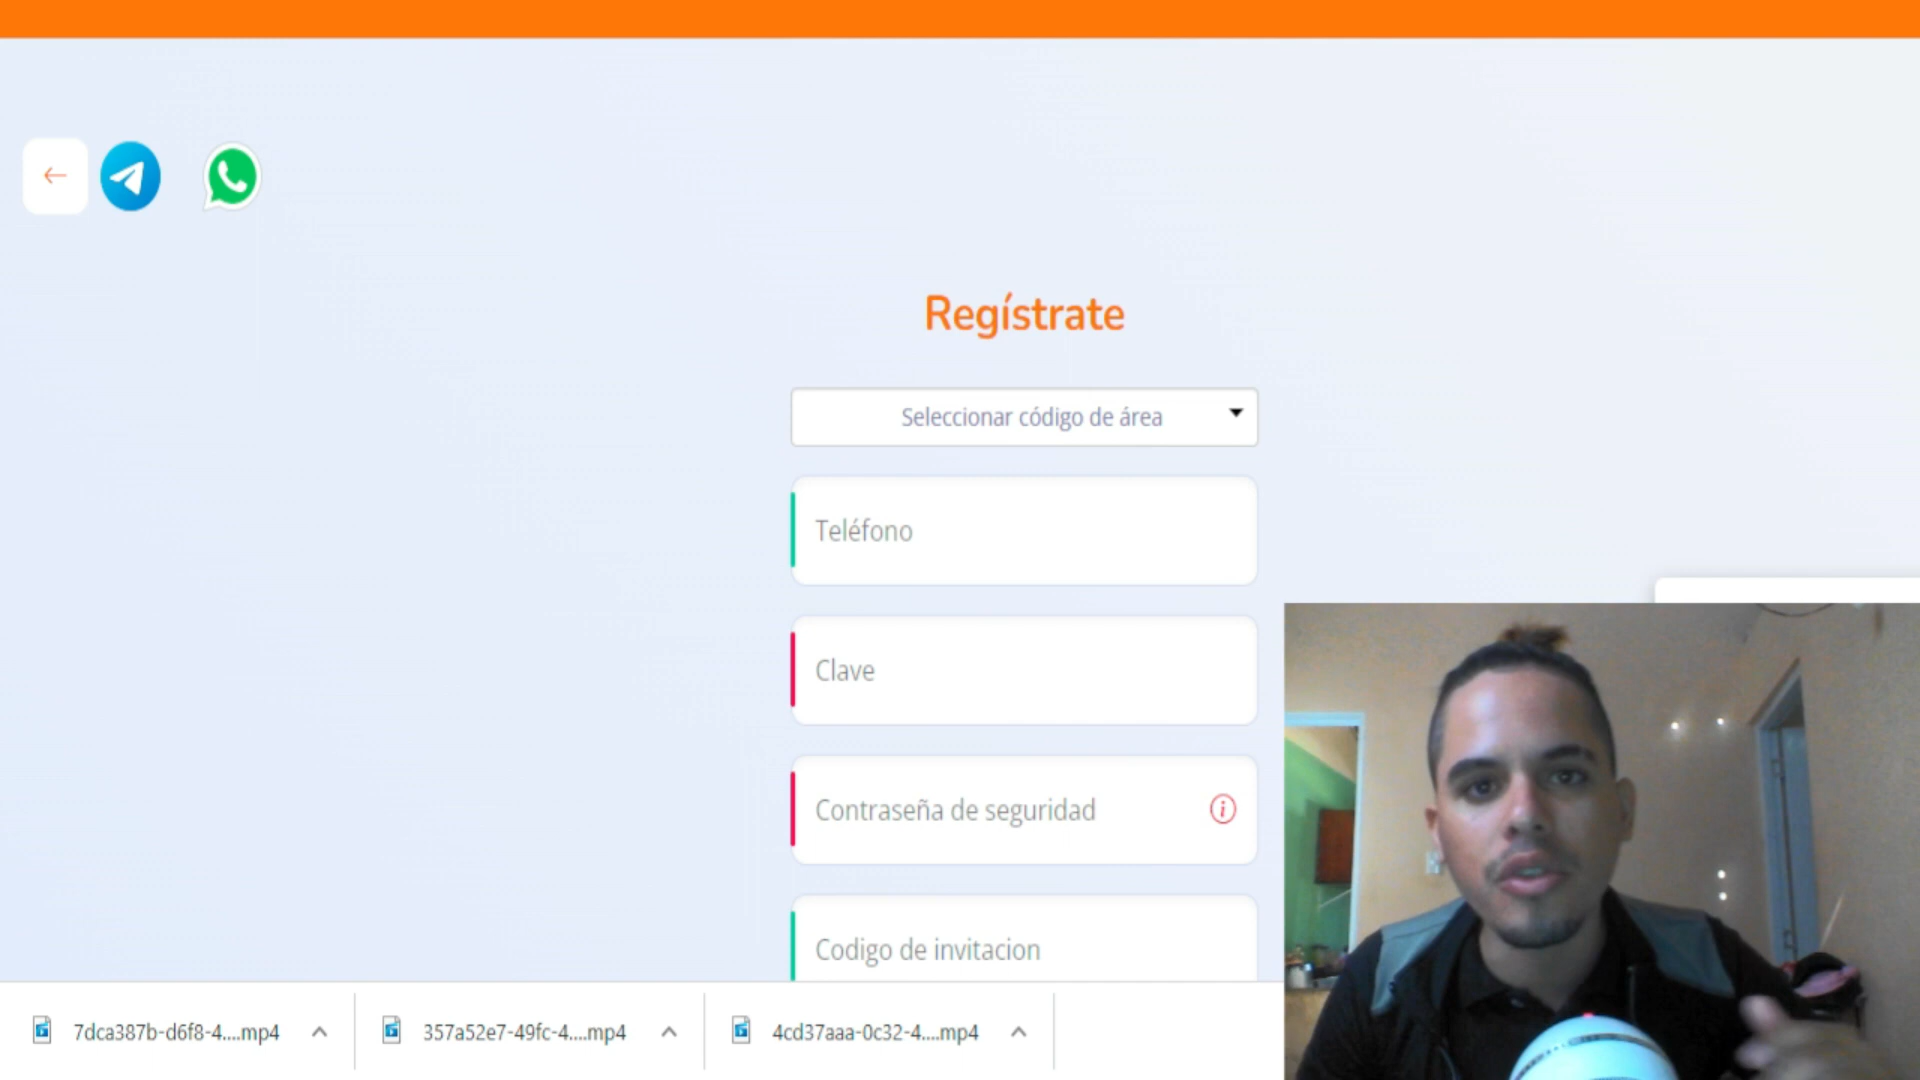 Regístrate
Seleccionar código de área
Teléfono
Clave
Contraseña de seguridad
Codigo de invitacion
7dca387b-d6f8-4....mp4
357a52e7-49fc-4....mp4
4cd37aaa-0c32-4....mp4